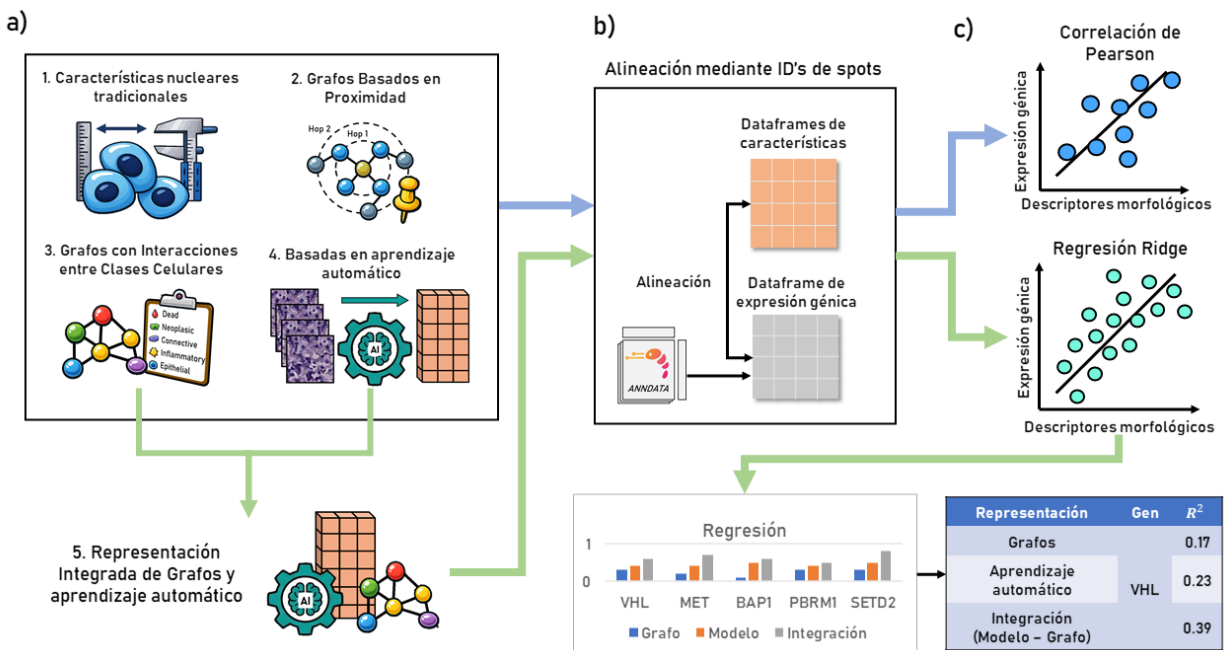 a)
1. Características nucleares
tradicionales
2. Grafos Basados en
Proximidad
Hop 2
Hop 1
3. Grafos con Interacciones
entre Clases Celulares
Dead
Neoplasic
Connective
Inflammatory
Epithelial
4. Basadas en aprendizaje
automático
AI
5. Representación
Integrada de Grafos y
aprendizaje automático
AI
b)
Alineación mediante ID's de spots
Dataframes de
características
Alineación
Dataframe de
expresión génica
ANNDATA
c)
Correlación de
Pearson
Expresión génica
Descriptores morfológicos
Regresión Ridge
Expresión génica
Descriptores morfológicos
Regresión
1
0
VHL MET BAP1 PBRM1 SETD2
Grafo Modelo Integración
Representación Gen R²
Grafos 0.17
Aprendizaje
automático VHL 0.23
Integración
(Modelo – Grafo) 0.39